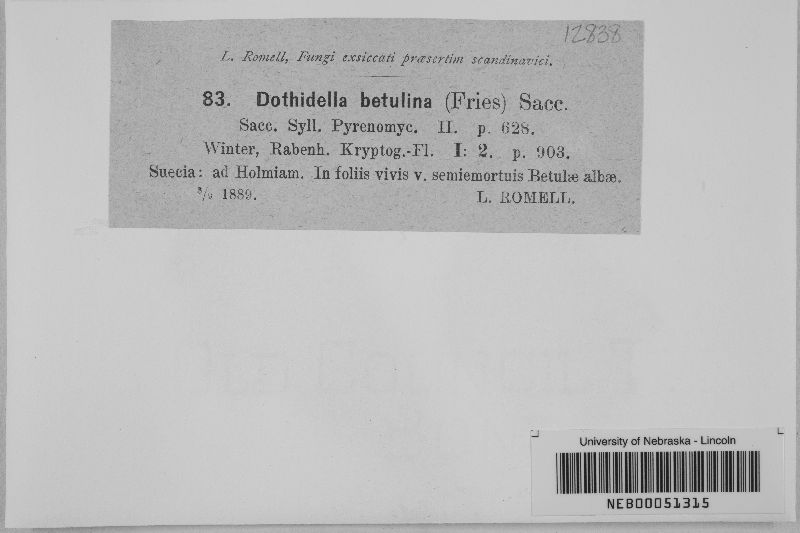 12838
L. Romell, Fungi exsiccati præsertim scandinavici.
83. Dothidella betulina (Fries) Sacc.
Sacc. Syll. Pyrenomyc. II. p. 628.
Winter, Rabenh. Kryptog.-Fl. I: 2. p. 903.
Suecia: ad Holmiam. In foliis vivis v. semiemortuis Betulæ albæ.
1889. L. ROMELL.
University of Nebraska - Lincoln
NEB00051315